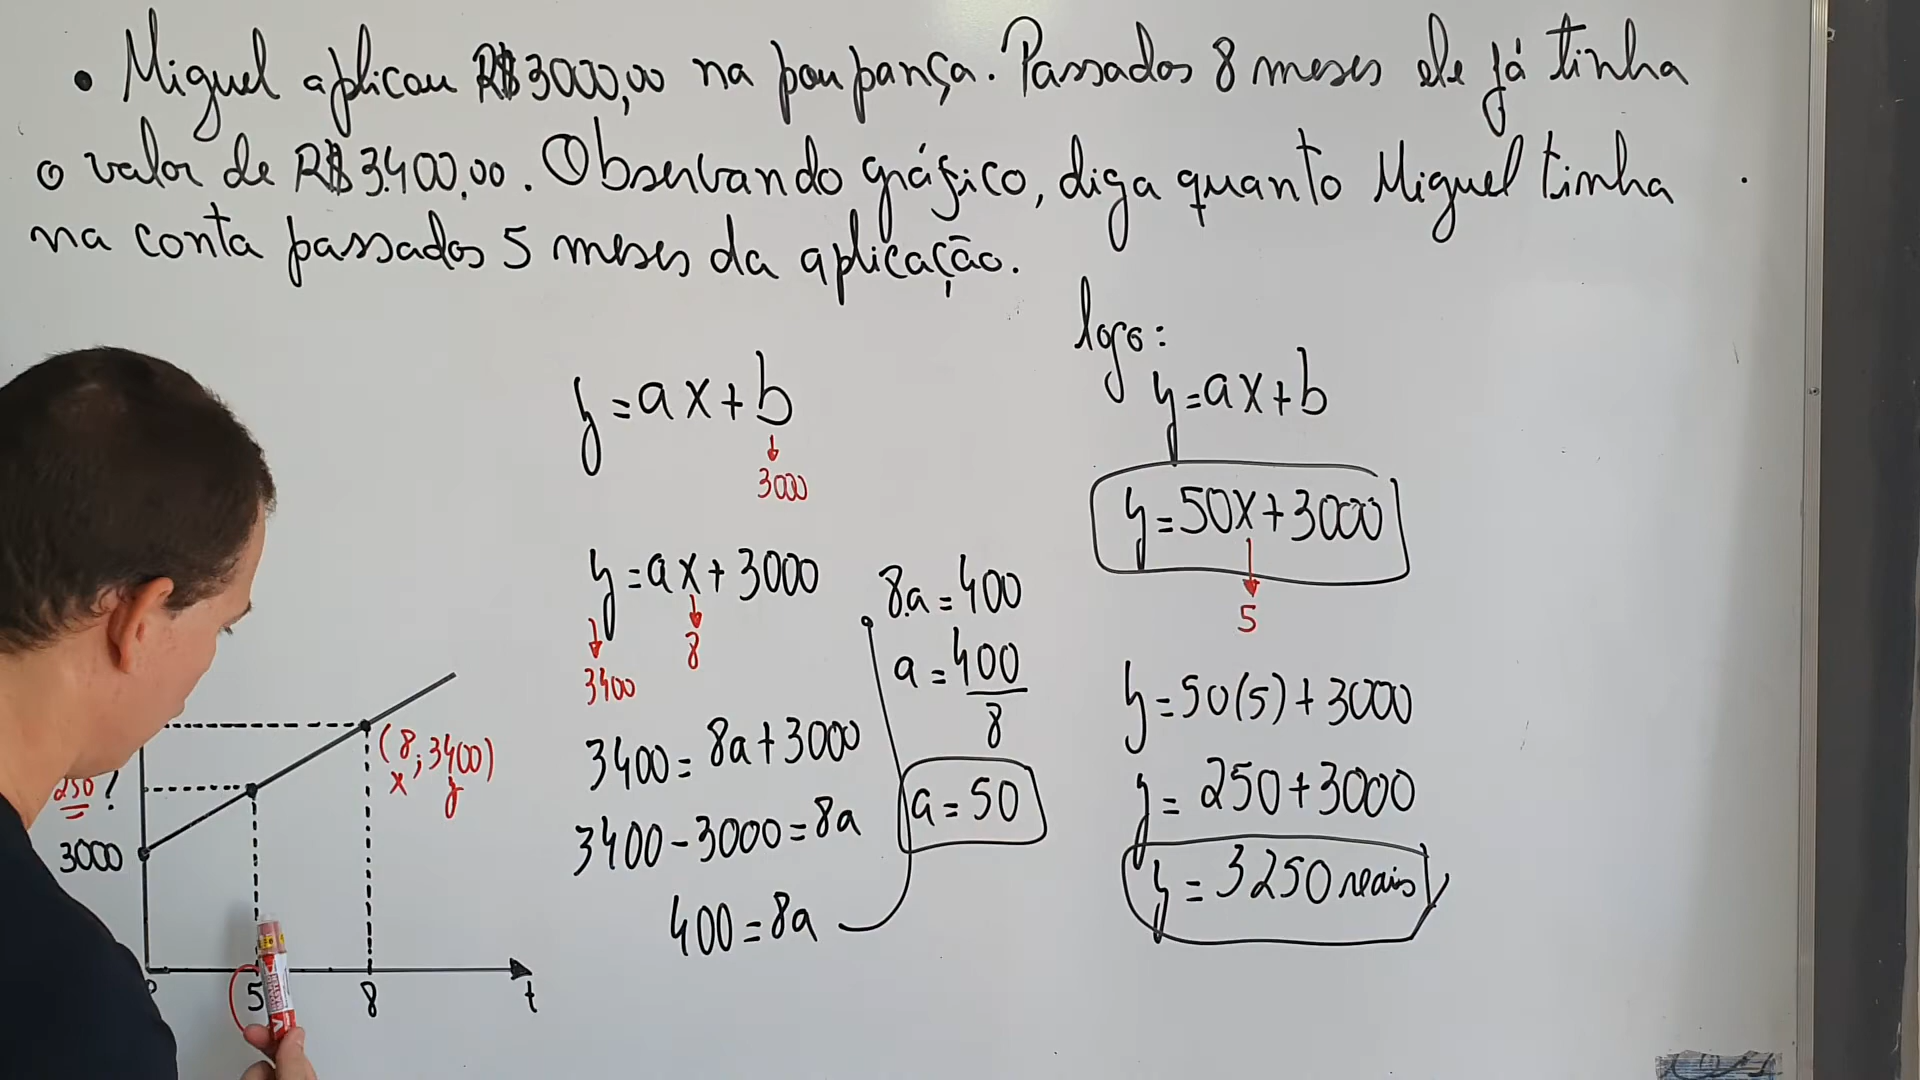 • Miguel aplicou R$3000,00 na poupança. Passados 8 meses ele já tinha
o valor de R$3.400,00. Observando gráfico, diga quanto Miguel tinha
na conta passados 5 meses da aplicação.
y=ax+b
3000
y=ax+3000
3400
8
3400=8a+3000
3400-3000=8a
400=8a
8.a=400
a=400
8
a=50
logo:
y=ax+b
y=50x+3000
5
y=50(5)+3000
y=250+3000
y=3250 reais
(8;3400)
x y
250 ?
3000
5 8 t